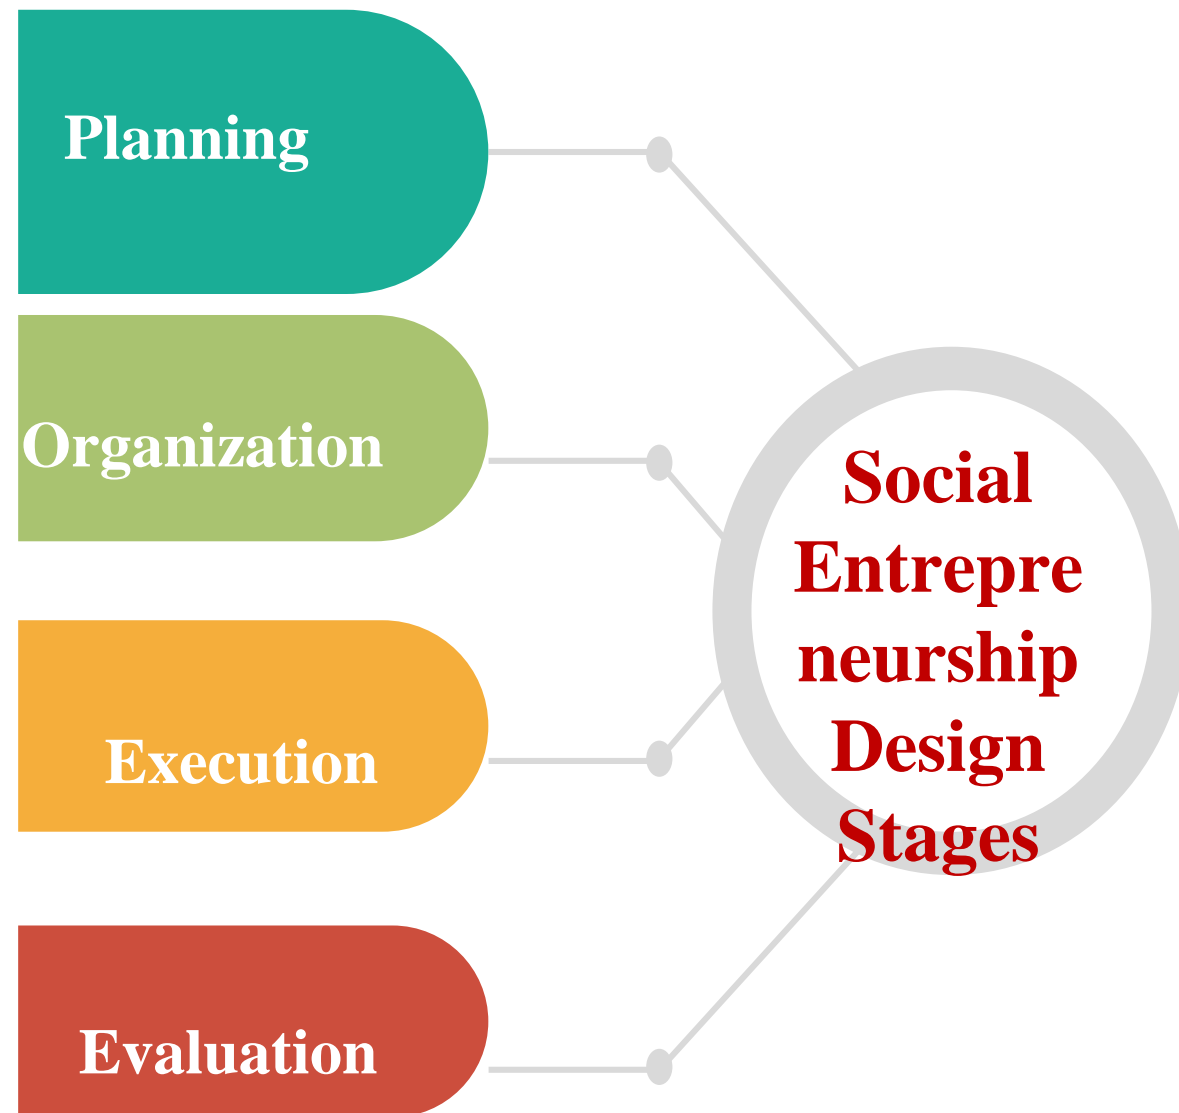 Planning
Organization
Execution
Evaluation
Social
Entrepre
neurship
Design
Stages